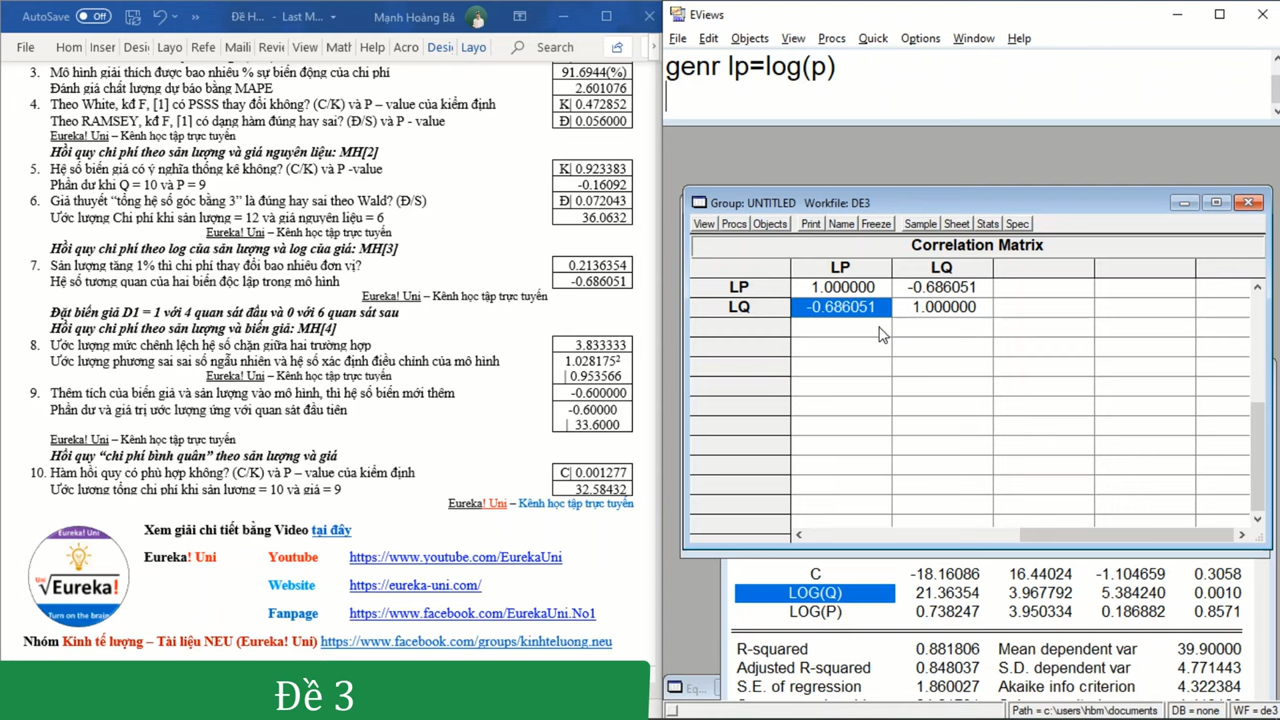 AutoSave Off Đề H... - Last M... Mạnh Hoàng Bá
File Hom Inser Desi Layo Refe Maili Revi View Math Help Acro Desi Layo Search
3. Mô hình giải thích được bao nhiêu % sự biến động của chi phí 91.6944(%)
Đánh giá chất lượng dự báo bằng MAPE 2.601076
4. Theo White, kđ F, [1] có PSSS thay đổi không? (C/K) và P – value của kiểm định K| 0.472852
Theo RAMSEY, kđ F, [1] có dạng hàm đúng hay sai? (Đ/S) và P - value Đ| 0.056000
Eureka! Uni – Kênh học tập trực tuyến
Hồi quy chi phí theo sản lượng và giá nguyên liệu: MH[2]
5. Hệ số biến giá có ý nghĩa thống kê không? (C/K) và P -value K| 0.923383
Phần dư khi Q = 10 và P = 9 -0.16092
6. Giả thuyết “tổng hệ số góc bằng 3” là đúng hay sai theo Wald? (Đ/S) Đ| 0.072043
Ước lượng Chi phí khi sản lượng = 12 và giá nguyên liệu = 6 36.0632
Eureka! Uni – Kênh học tập trực tuyến
Hồi quy chi phí theo log của sản lượng và log của giá: MH[3]
7. Sản lượng tăng 1% thì chi phí thay đổi bao nhiêu đơn vị? 0.2136354
Hệ số tương quan của hai biến độc lập trong mô hình -0.686051
Eureka! Uni – Kênh học tập trực tuyến
Đặt biến giả D1 = 1 với 4 quan sát đầu và 0 với 6 quan sát sau
Hồi quy chi phí theo sản lượng và biến giả: MH[4]
8. Ước lượng mức chênh lệch hệ số chặn giữa hai trường hợp 3.833333
Ước lượng phương sai sai số ngẫu nhiên và hệ số xác định điều chỉnh của mô hình 1.028175²
Eureka! Uni – Kênh học tập trực tuyến | 0.953566
9. Thêm tích của biến giả và sản lượng vào mô hình, thì hệ số biến mới thêm -0.600000
Phần dư và giá trị ước lượng ứng với quan sát đầu tiên -0.60000
| 33.6000
Eureka! Uni – Kênh học tập trực tuyến
Hồi quy “chi phí bình quân” theo sản lượng và giá
10. Hàm hồi quy có phù hợp không? (C/K) và P – value của kiểm định C| 0.001277
Ước lượng tổng chi phí khi sản lượng = 10 và giá = 9 32.58432
Eureka! Uni – Kênh học tập trực tuyến
Eureka! Uni
Uni
Eureka!
Turn on the brain
Xem giải chi tiết bằng Video tại đây
Eureka! Uni Youtube https://www.youtube.com/EurekaUni
Website https://eureka-uni.com/
Fanpage https://www.facebook.com/EurekaUni.No1
Nhóm Kinh tế lượng – Tài liệu NEU (Eureka! Uni) https://www.facebook.com/groups/kinhteluong.neu
Đề 3
EViews
File Edit Objects View Procs Quick Options Window Help
genr lp=log(p)
Group: UNTITLED Workfile: DE3
View Procs Objects Print Name Freeze Sample Sheet Stats Spec
Correlation Matrix
LP LQ
LP 1.000000 -0.686051
LQ -0.686051 1.000000
C -18.16086 16.44024 -1.104659 0.3058
LOG(Q) 21.36354 3.967792 5.384240 0.0010
LOG(P) 0.738247 3.950334 0.186882 0.8571
R-squared 0.881806 Mean dependent var 39.90000
Adjusted R-squared 0.848037 S.D. dependent var 4.771443
S.E. of regression 1.860027 Akaike info criterion 4.322384
Eq...
Path = c:\users\hbm\documents DB = none WF = de3